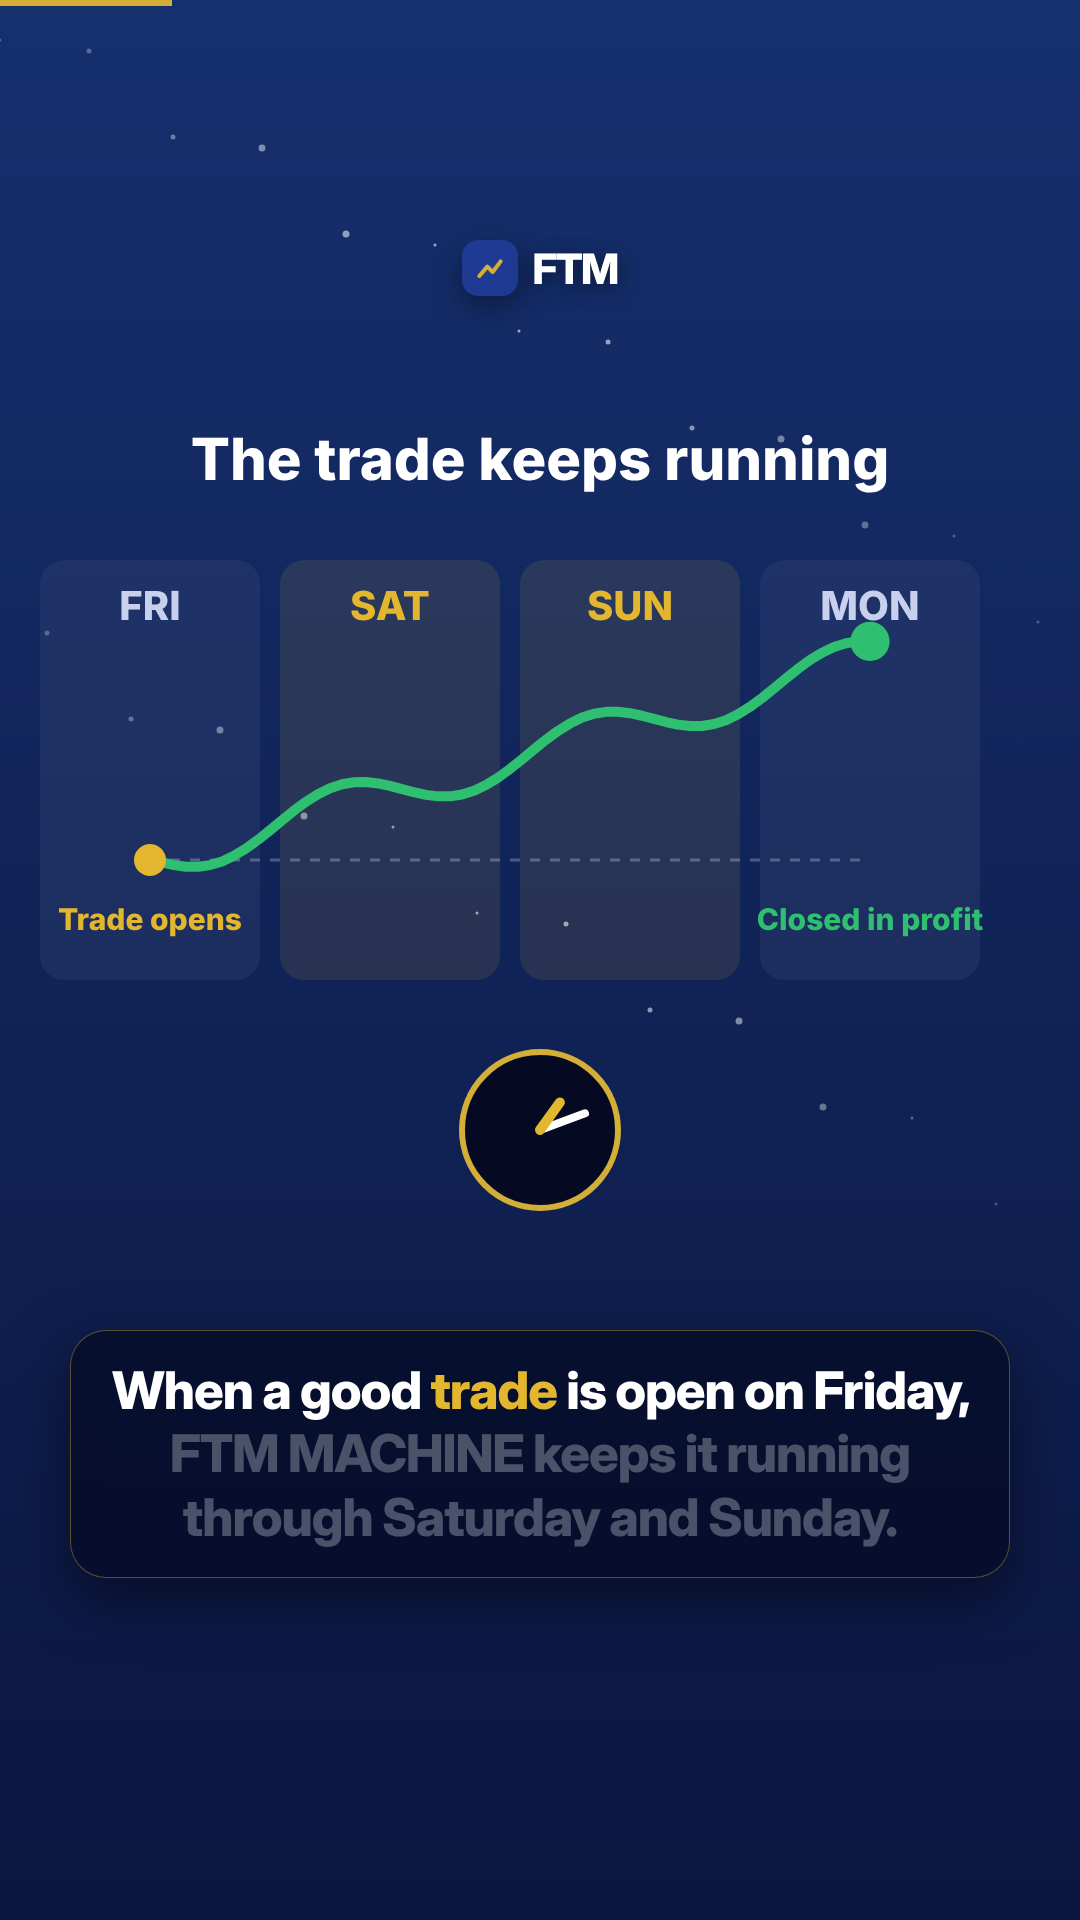 FTM
The trade keeps running
FRI SAT SUN MON
Trade opens Closed in profit
When a good trade is open on Friday,
FTM MACHINE keeps it running
through Saturday and Sunday.